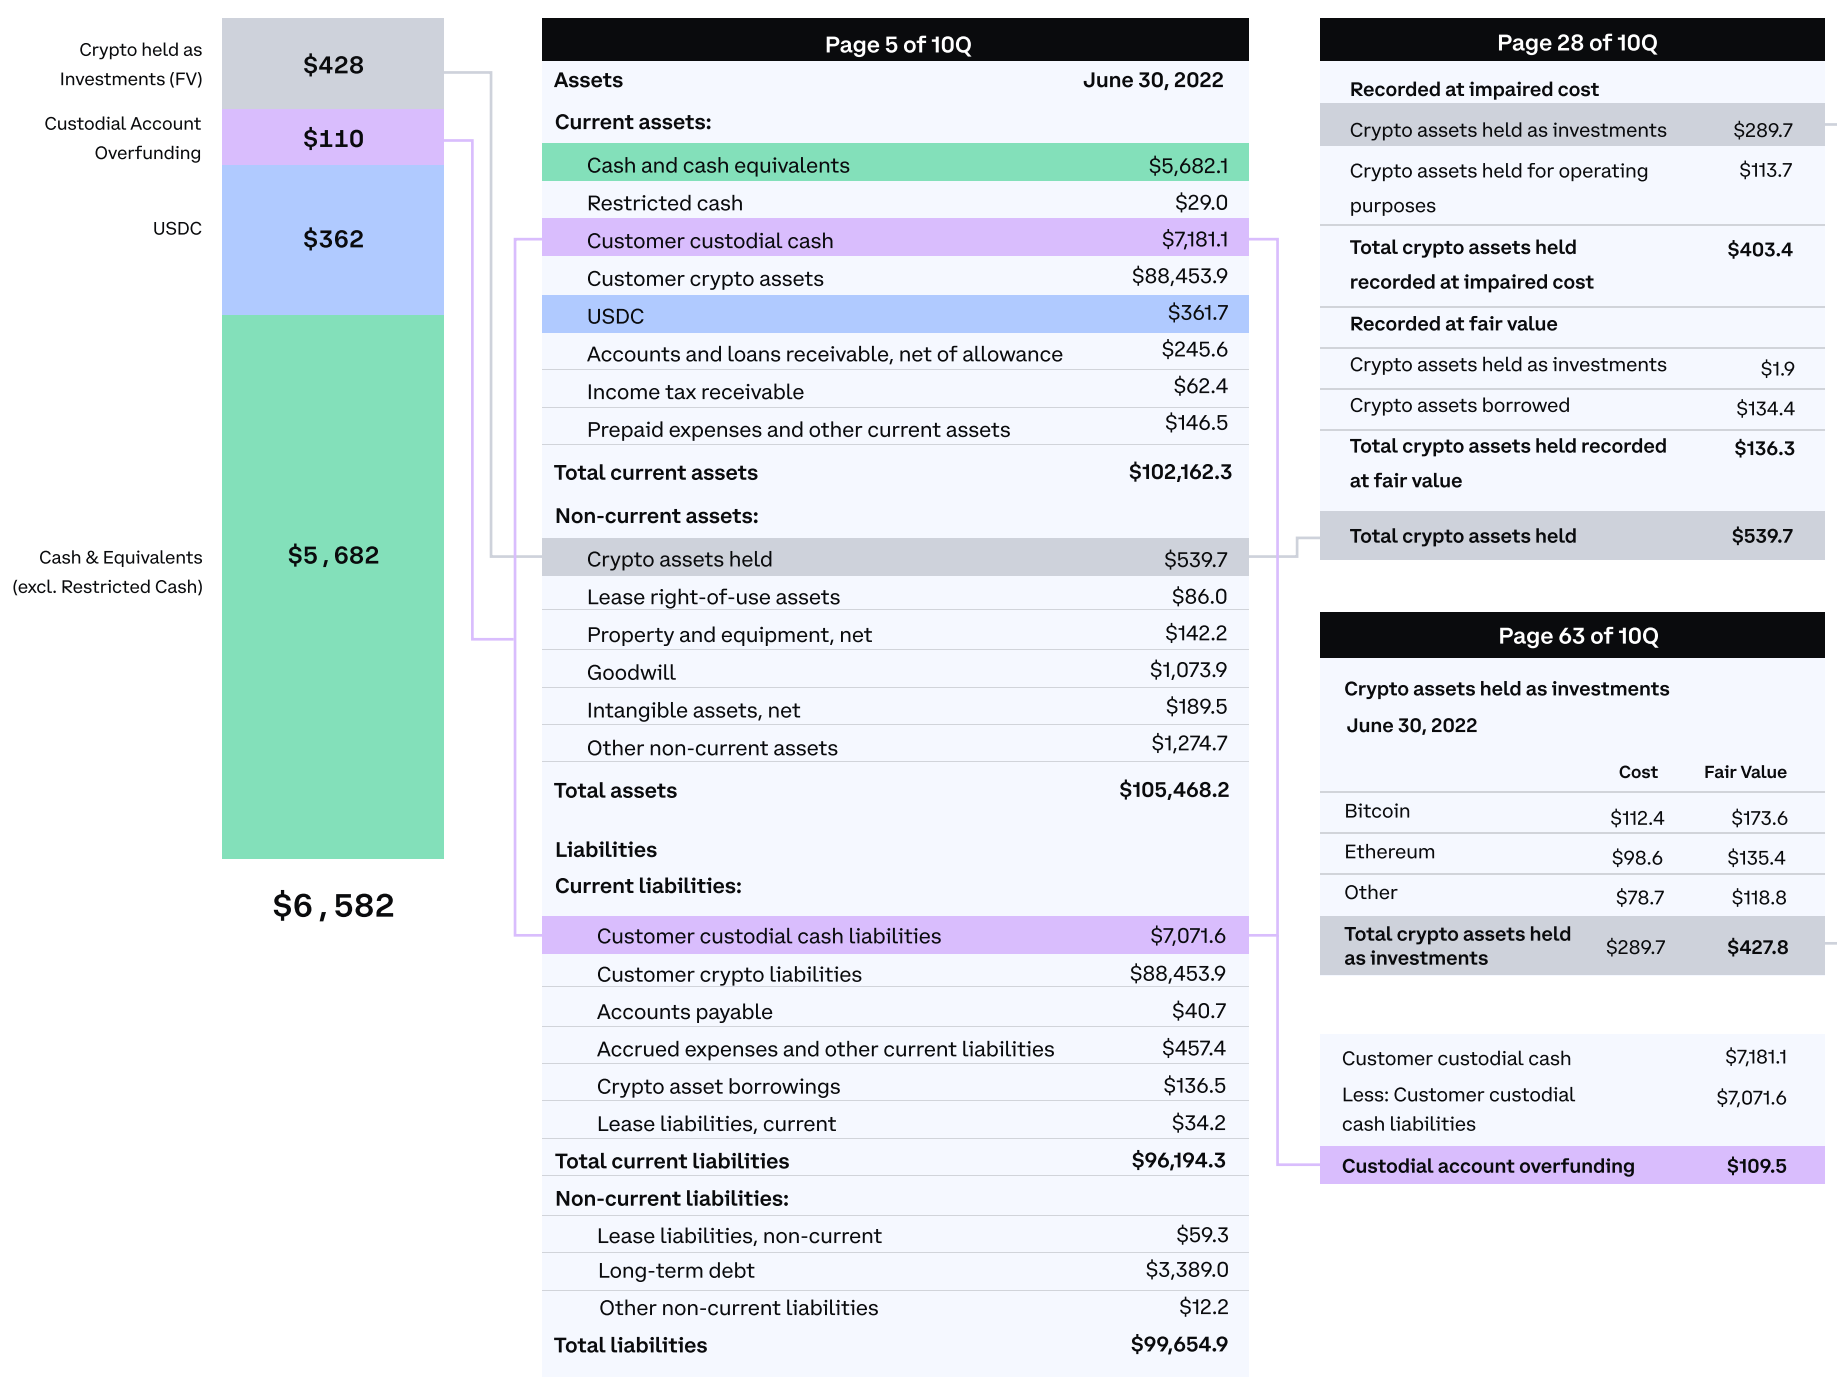 Crypto held as
Investments (FV)
$428
Custodial Account
Overfunding
$110
USDC
$362
Cash & Equivalents
(excl. Restricted Cash)
$5,682
$6,582
Page 5 of 10Q
Assets June 30, 2022
Current assets:
Cash and cash equivalents $5,682.1
Restricted cash $29.0
Customer custodial cash $7,181.1
Customer crypto assets $88,453.9
USDC $361.7
Accounts and loans receivable, net of allowance $245.6
Income tax receivable $62.4
Prepaid expenses and other current assets $146.5
Total current assets $102,162.3
Non-current assets:
Crypto assets held $539.7
Lease right-of-use assets $86.0
Property and equipment, net $142.2
Goodwill $1,073.9
Intangible assets, net $189.5
Other non-current assets $1,274.7
Total assets $105,468.2
Liabilities
Current liabilities:
Customer custodial cash liabilities $7,071.6
Customer crypto liabilities $88,453.9
Accounts payable $40.7
Accrued expenses and other current liabilities $457.4
Crypto asset borrowings $136.5
Lease liabilities, current $34.2
Total current liabilities $96,194.3
Non-current liabilities:
Lease liabilities, non-current $59.3
Long-term debt $3,389.0
Other non-current liabilities $12.2
Total liabilities $99,654.9
Page 28 of 10Q
Recorded at impaired cost
Crypto assets held as investments $289.7
Crypto assets held for operating $113.7
purposes
Total crypto assets held $403.4
recorded at impaired cost
Recorded at fair value
Crypto assets held as investments $1.9
Crypto assets borrowed $134.4
Total crypto assets held recorded $136.3
at fair value
Total crypto assets held $539.7
Page 63 of 10Q
Crypto assets held as investments
June 30, 2022
Cost Fair Value
Bitcoin $112.4 $173.6
Ethereum $98.6 $135.4
Other $78.7 $118.8
Total crypto assets held
as investments $289.7 $427.8
Customer custodial cash $7,181.1
Less: Customer custodial $7,071.6
cash liabilities
Custodial account overfunding $109.5